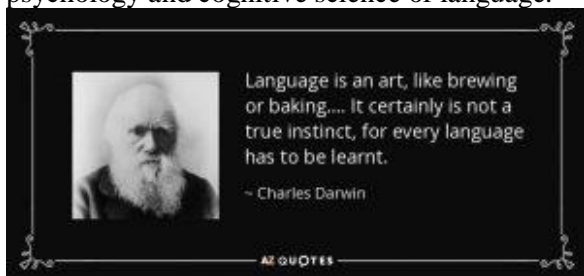 psychology and cognitive science of language.
Language is an art, like brewing
or baking.... It certainly is not a
true instinct, for every language
has to be learnt.
~ Charles Darwin
AZ QUOTES